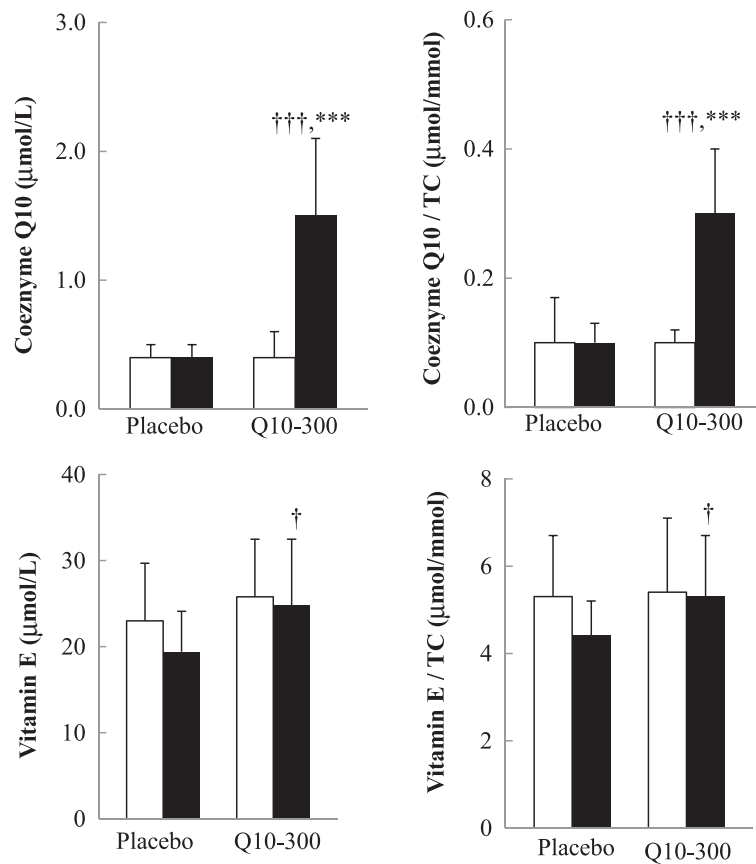 Coeznyme Q10 (μmol/L)
3.0
2.0
1.0
0.0
†††,***
Placebo
Q10-300
Coeznyme Q10 / TC (μmol/mmol)
0.6
0.4
0.2
0.0
†††,***
Placebo
Q10-300
Vitamin E (μmol/L)
40
30
20
10
0
†
Placebo
Q10-300
Vitamin E / TC (μmol/mmol)
8
6
4
2
0
†
Placebo
Q10-300